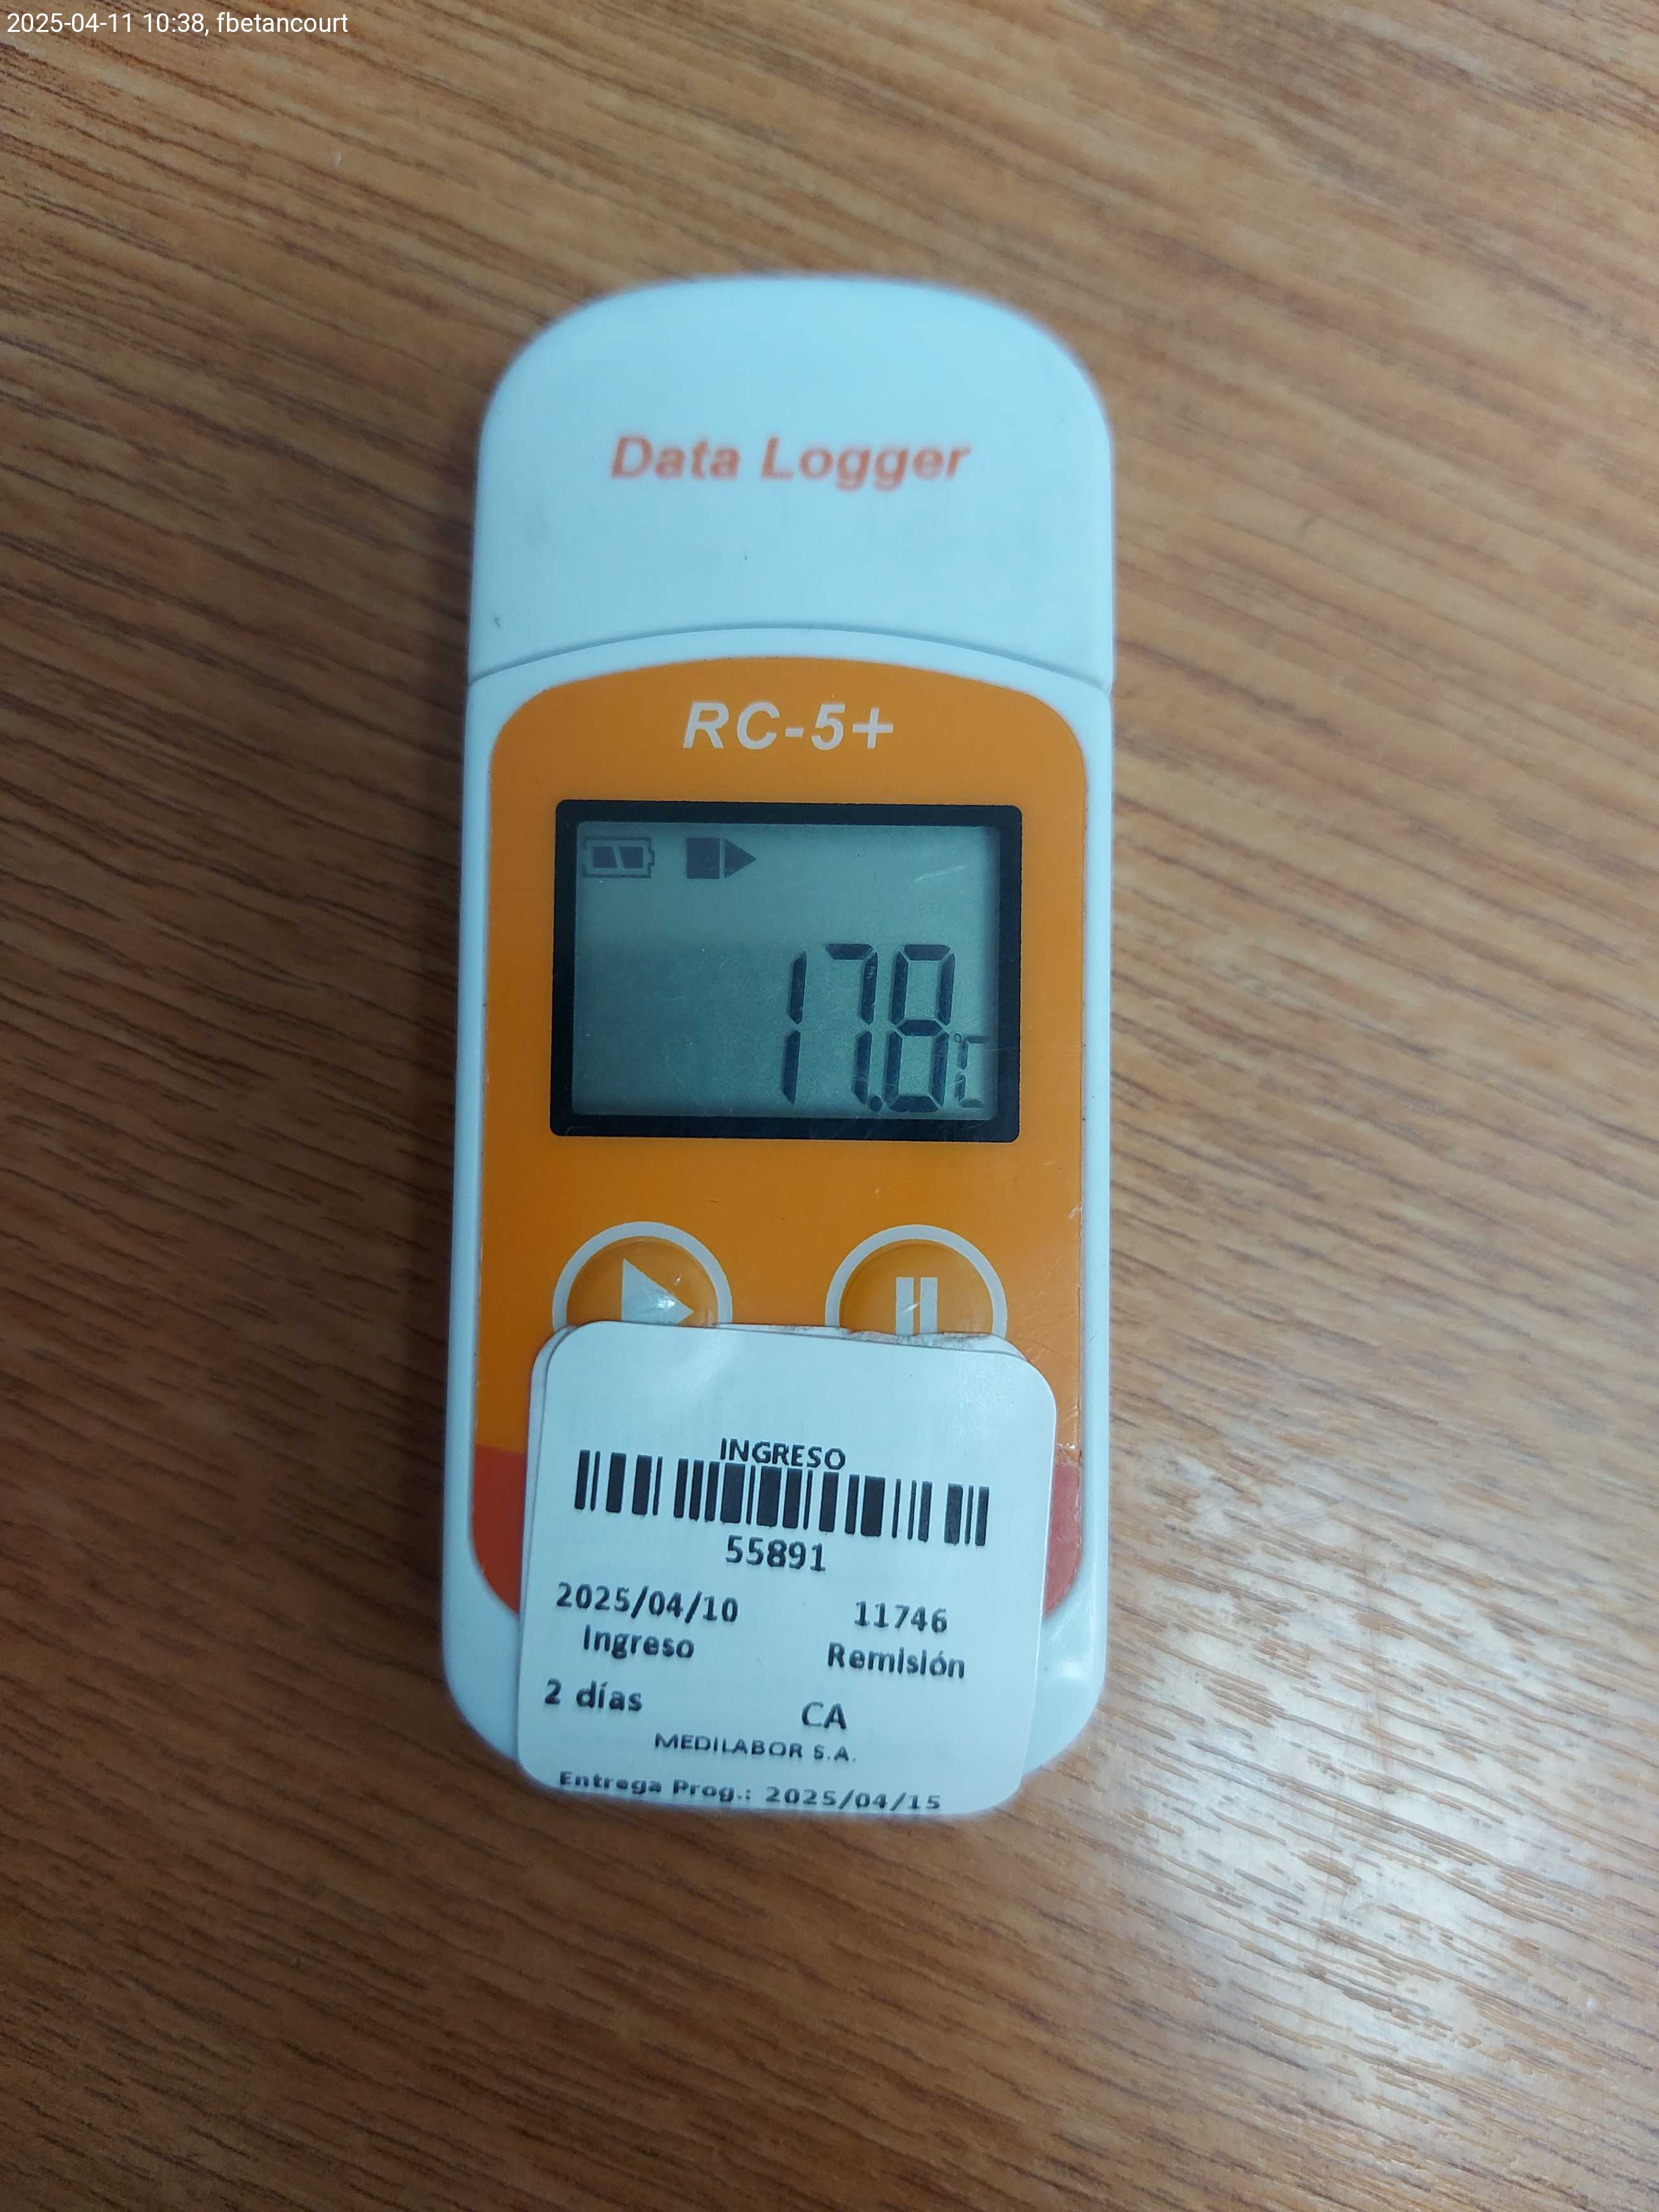 2025-04-11 10:38, fbetancourt
Data Logger
RC-5+
17.8°C
INGRESO
55891
2025/04/10 11746
Ingreso Remisión
2 días CA
MEDILABOR S.A.
Entrega Prog.: 2025/04/15